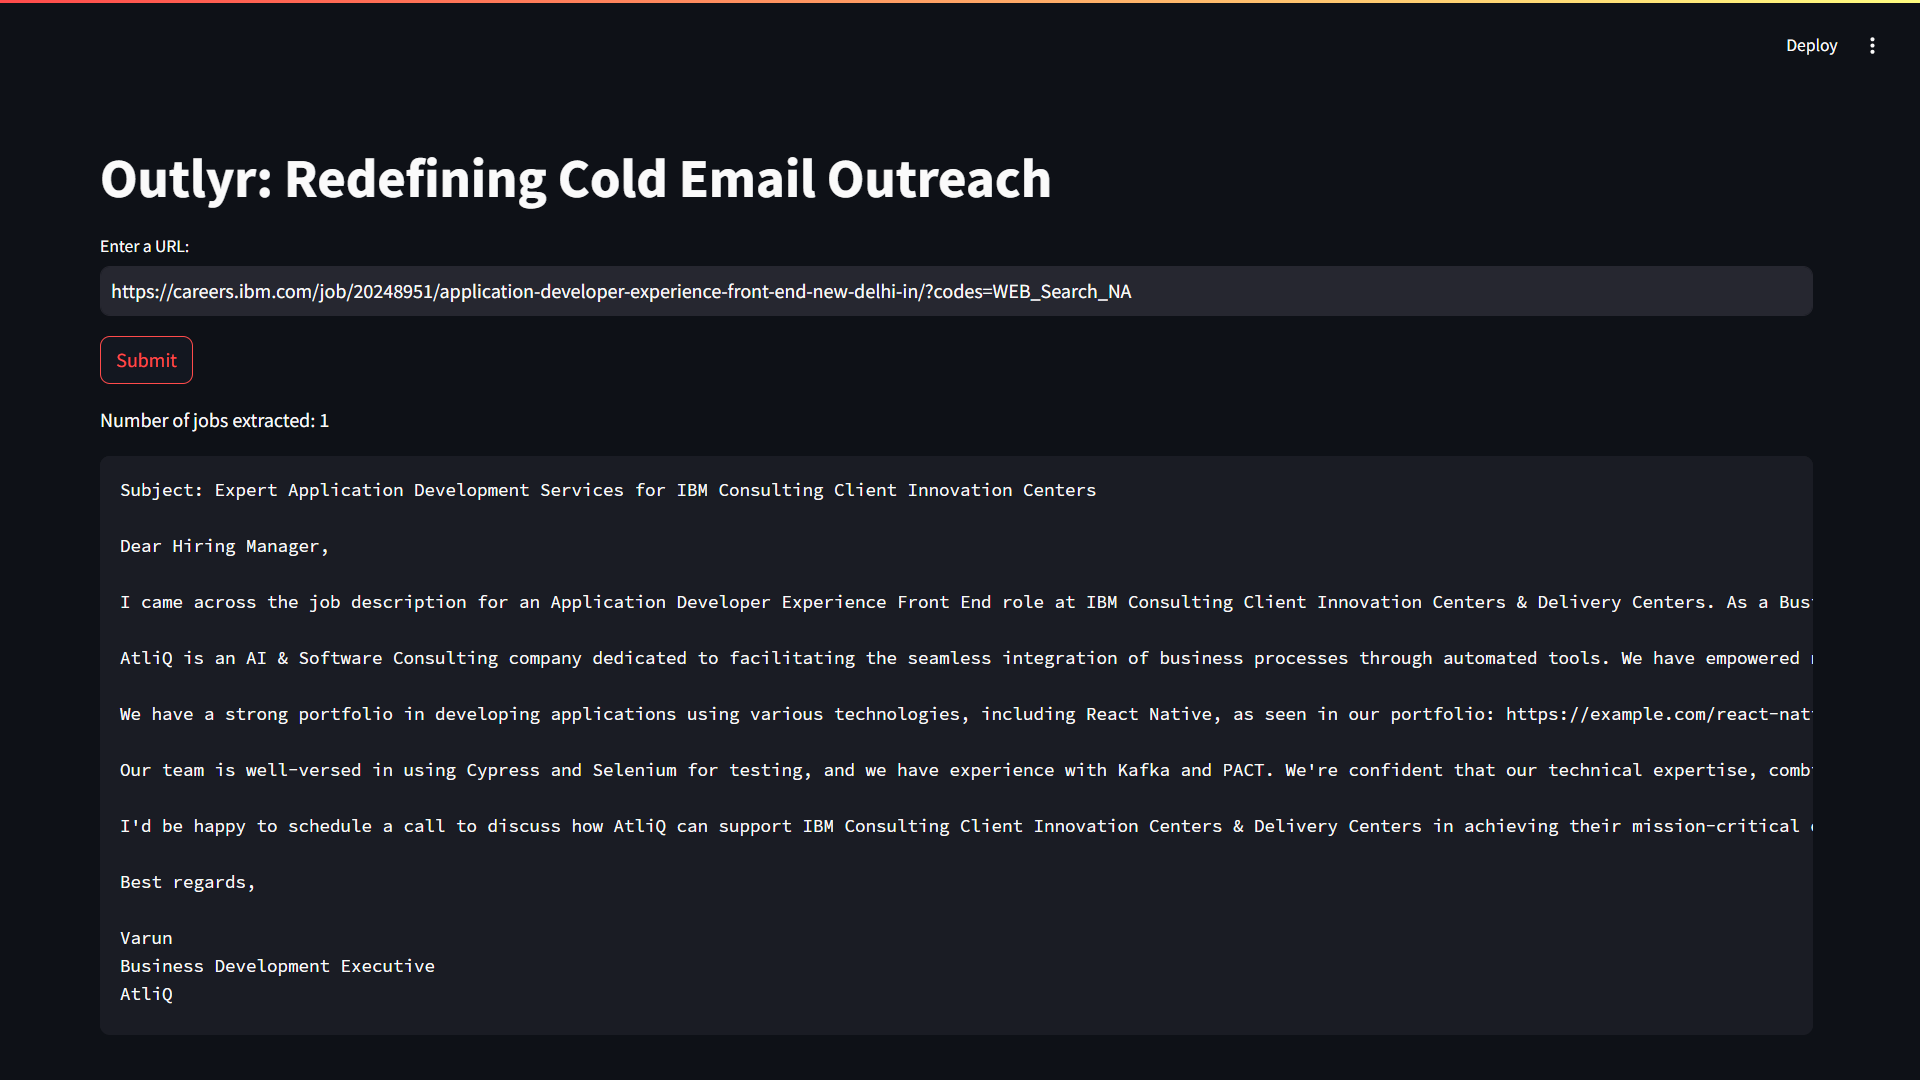 Deploy
Outlyr: Redefining Cold Email Outreach
Enter a URL:
https://careers.ibm.com/job/20248951/application-developer-experience-front-end-new-delhi-in/?codes=WEB_Search_NA
Submit
Number of jobs extracted: 1
Subject: Expert Application Development Services for IBM Consulting Client Innovation Centers
Dear Hiring Manager,
I came across the job description for an Application Developer Experience Front End role at IBM Consulting Client Innovation Centers & Delivery Centers. As a Bus
AtliQ is an AI & Software Consulting company dedicated to facilitating the seamless integration of business processes through automated tools. We have empowered
We have a strong portfolio in developing applications using various technologies, including React Native, as seen in our portfolio: https://example.com/react-nat
Our team is well-versed in using Cypress and Selenium for testing, and we have experience with Kafka and PACT. We're confident that our technical expertise, comb
I'd be happy to schedule a call to discuss how AtliQ can support IBM Consulting Client Innovation Centers & Delivery Centers in achieving their mission-critical
Best regards,
Varun
Business Development Executive
AtliQ